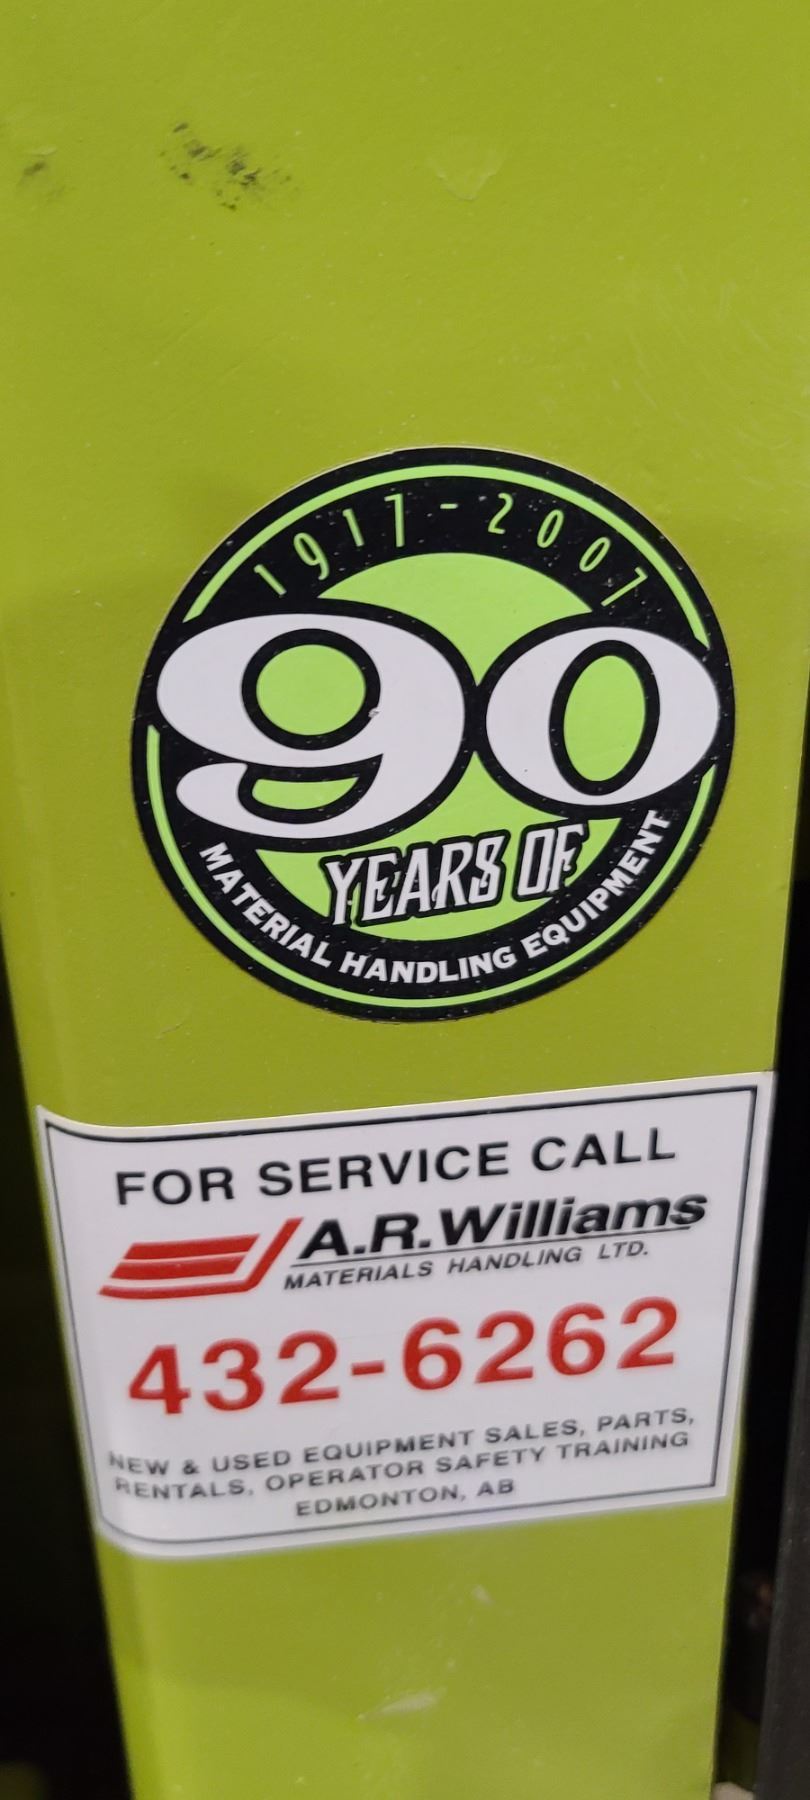 1917-2007
90
YEARS OF
MATERIAL HANDLING EQUIPMENT
FOR SERVICE CALL
A.R.Williams
MATERIALS HANDLING LTD.
432-6262
NEW & USED EQUIPMENT SALES, PARTS,
RENTALS, OPERATOR SAFETY TRAINING
EDMONTON, AB